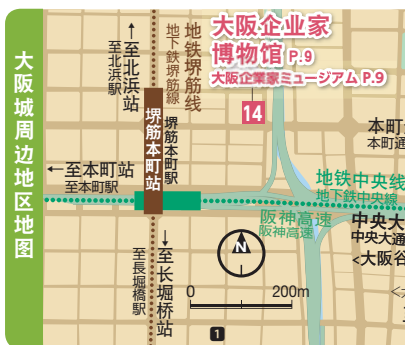 大阪城周边地区地图
至北浜站
至北浜駅
地铁堺筋线
地下鉄堺筋線
大阪企业家
博物馆 P.9
大阪企業家ミュージアム P.9
14
堺筋本町站
堺筋本町駅
本町
本町通
←至本町站
至本町駅
地铁中央线
地下鉄中央線
阪神高速
阪神高速
中央大
中央大通
<大阪谷
至长堀桥站
至長堀橋駅
N
0 200m
1